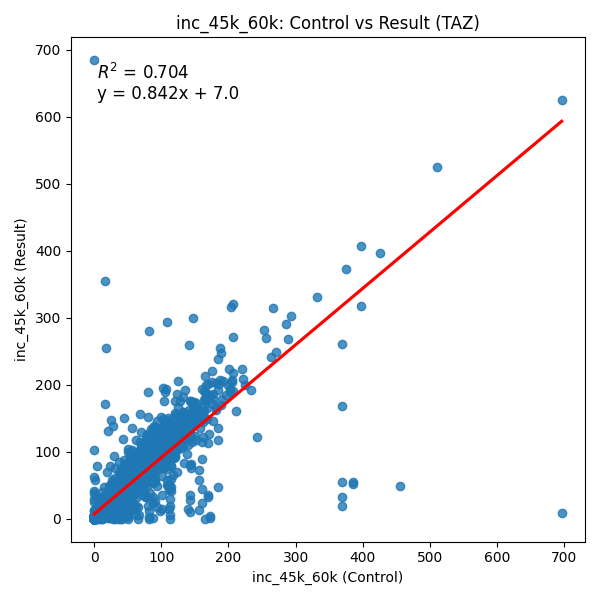 inc_45k_60k: Control vs Result (TAZ)
R² = 0.704
y = 0.842x + 7.0
inc_45k_60k (Result)
700
600
500
400
300
200
100
0
0 100 200 300 400 500 600 700
inc_45k_60k (Control)